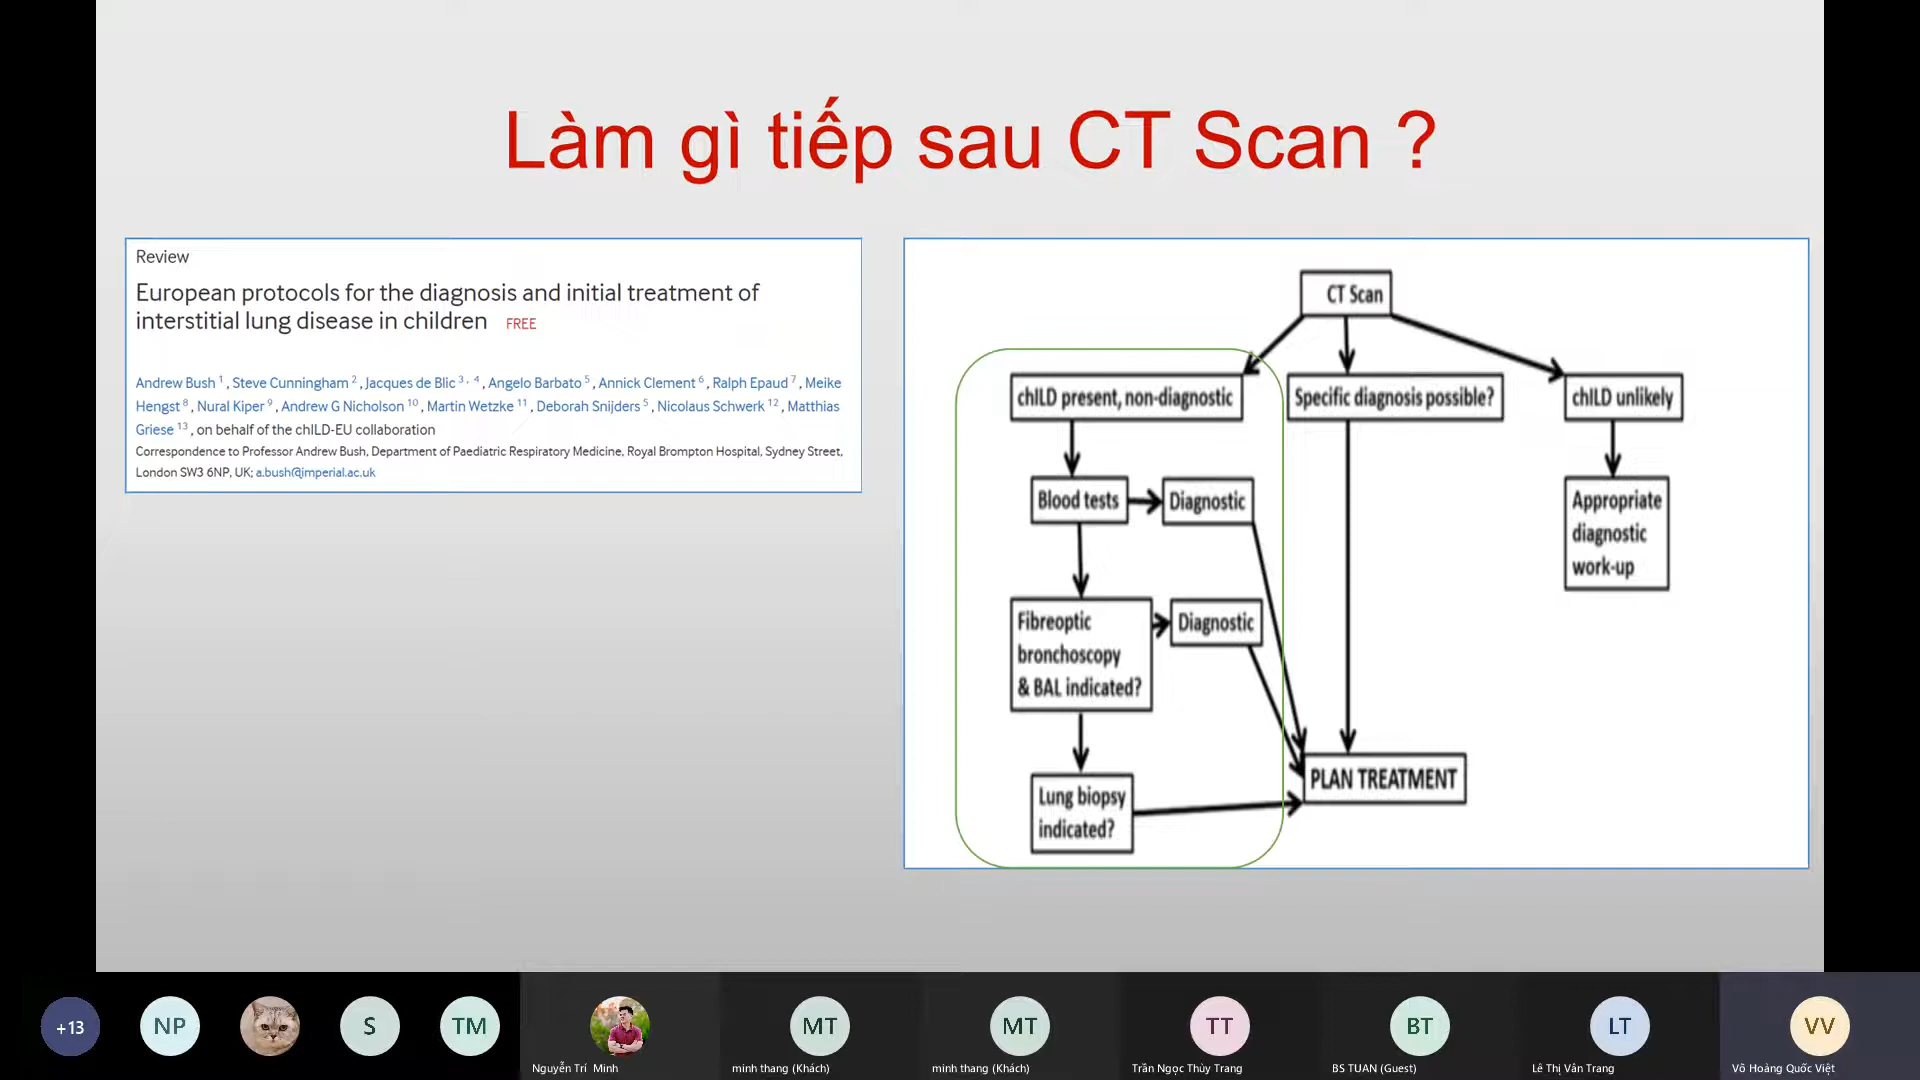 Làm gì tiếp sau CT Scan ?
Review
European protocols for the diagnosis and initial treatment of
interstitial lung disease in children FREE
Andrew Bush 1 , Steve Cunningham 2 , Jacques de Blic 3 , 4 , Angelo Barbato 5 , Annick Clement 6 , Ralph Epaud 7 , Meike
Hengst 8 , Nural Kiper 9 , Andrew G Nicholson 10 , Martin Wetzke 11 , Deborah Snijders 5 , Nicolaus Schwerk 12 , Matthias
Griese 13 , on behalf of the chILD-EU collaboration
Correspondence to Professor Andrew Bush, Department of Paediatric Respiratory Medicine, Royal Brompton Hospital, Sydney Street,
London SW3 6NP, UK; a.bush@imperial.ac.uk
CT Scan
chILD present, non-diagnostic
Specific diagnosis possible?
chILD unlikely
Blood tests
Diagnostic
Appropriate
diagnostic
work-up
Fibreoptic
bronchoscopy
& BAL indicated?
Diagnostic
Lung biopsy
indicated?
PLAN TREATMENT
+13
NP
S
TM
MT
MT
TT
BT
LT
VV
Nguyễn Trí Minh
minh thang (Khách)
minh thang (Khách)
Trần Ngọc Thùy Trang
BS TUAN (Guest)
Lê Thị Vân Trang
Võ Hoàng Quốc Việt